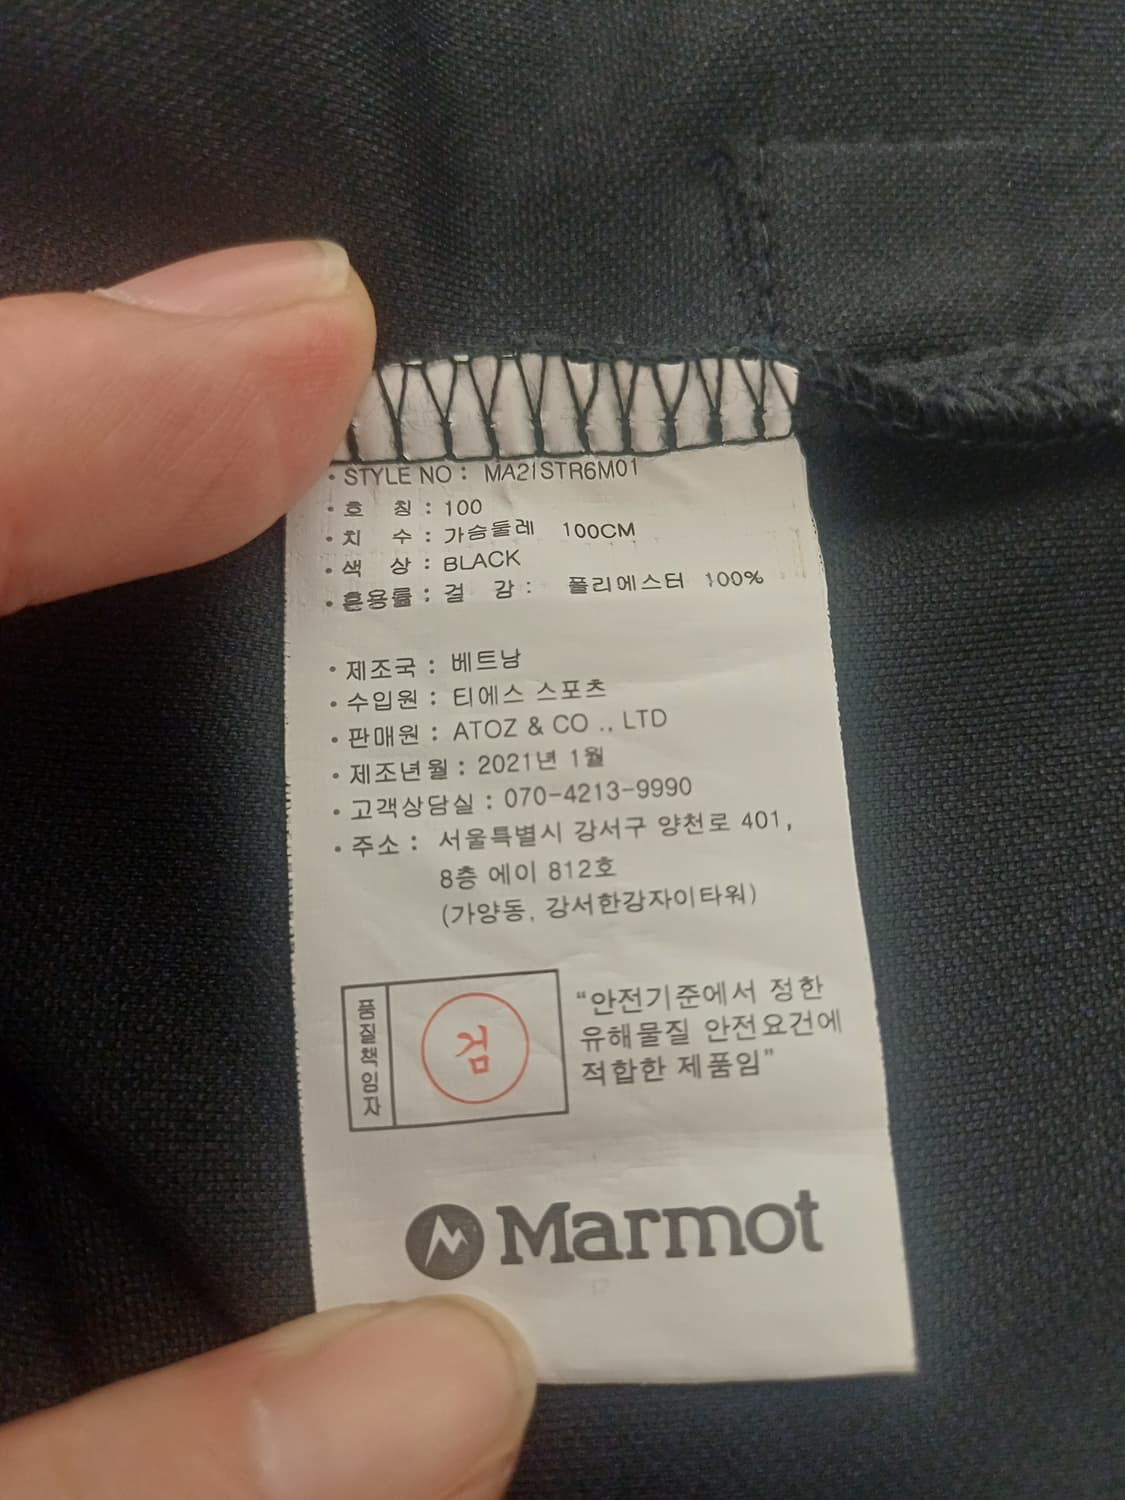 · STYLE NO : MA21STR6M01
· 호 칭 : 100
· 치 수 : 가슴둘레 100CM
· 색 상 : BLACK
· 혼용률 : 겉 감 : 폴리에스터 100%
· 제조국 : 베트남
· 수입원 : 티에스 스포츠
· 판매원 : ATOZ & CO ., LTD
· 제조년월 : 2021년 1월
· 고객상담실 : 070-4213-9990
· 주소 : 서울특별시 강서구 양천로 401,
8층 에이 812호
(가양동, 강서한강자이타워)
품질책임자
검
“안전기준에서 정한
유해물질 안전요건에
적합한 제품임”
Marmot